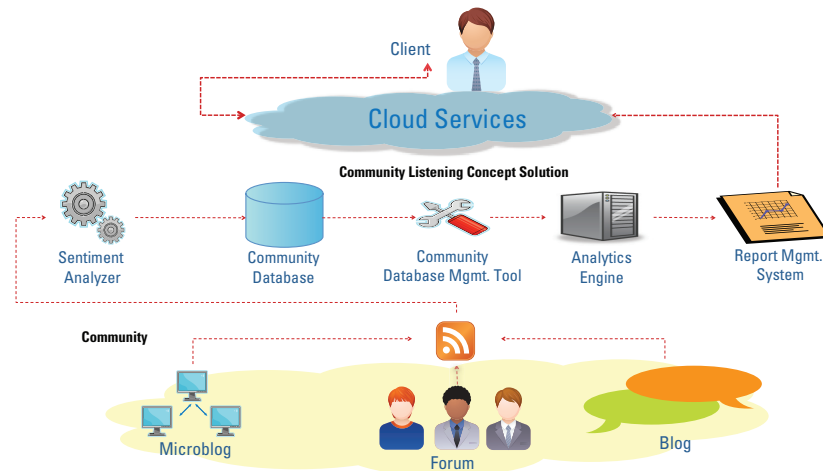 Client
Cloud Services
Community Listening Concept Solution
Sentiment
Analyzer
Community
Database
Community
Database Mgmt. Tool
Analytics
Engine
Report Mgmt.
System
Community
Microblog
Forum
Blog